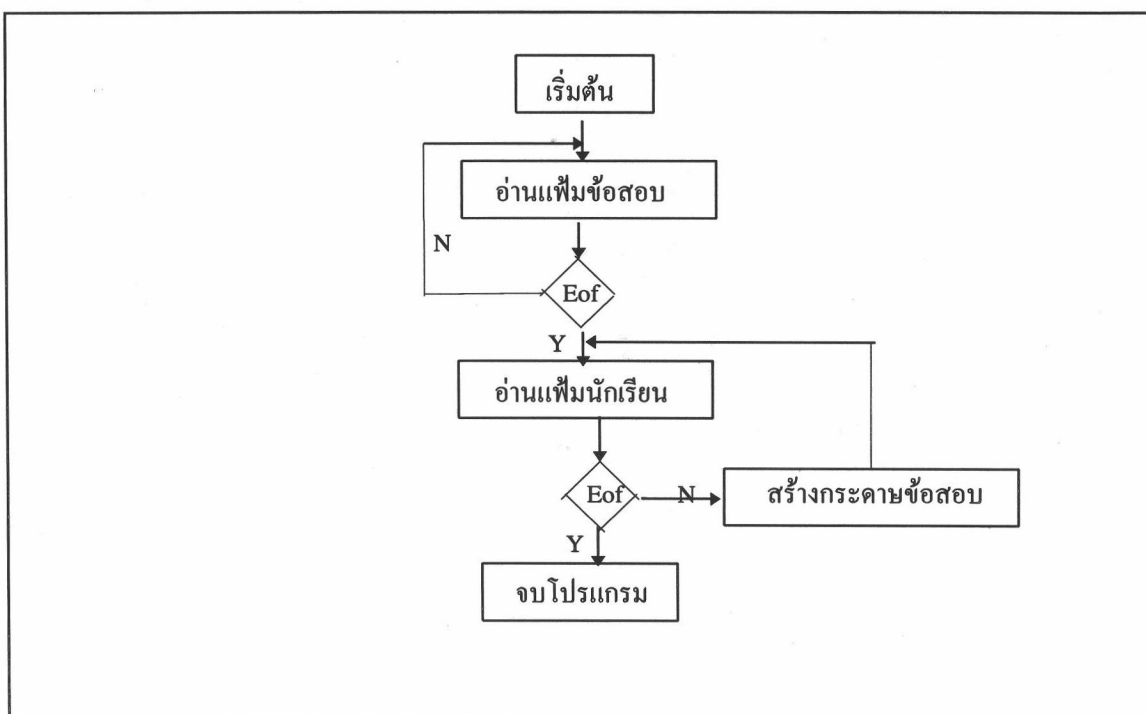 เริ่มต้น
อ่านแฟ้มข้อสอบ
N
Eof
Y
อ่านแฟ้มนักเรียน
Eof
N
สร้างกระดาษข้อสอบ
Y
จบโปรแกรม